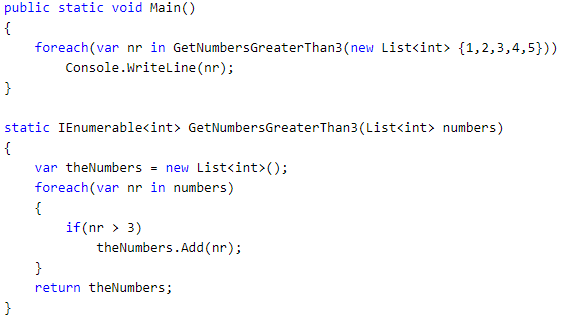 public static void Main()
{
    foreach(var nr in GetNumbersGreaterThan3(new List<int> {1,2,3,4,5}))
        Console.WriteLine(nr);
}

static IEnumerable<int> GetNumbersGreaterThan3(List<int> numbers)
{
    var theNumbers = new List<int>();
    foreach(var nr in numbers)
    {
        if(nr > 3)
            theNumbers.Add(nr);
    }
    return theNumbers;
}